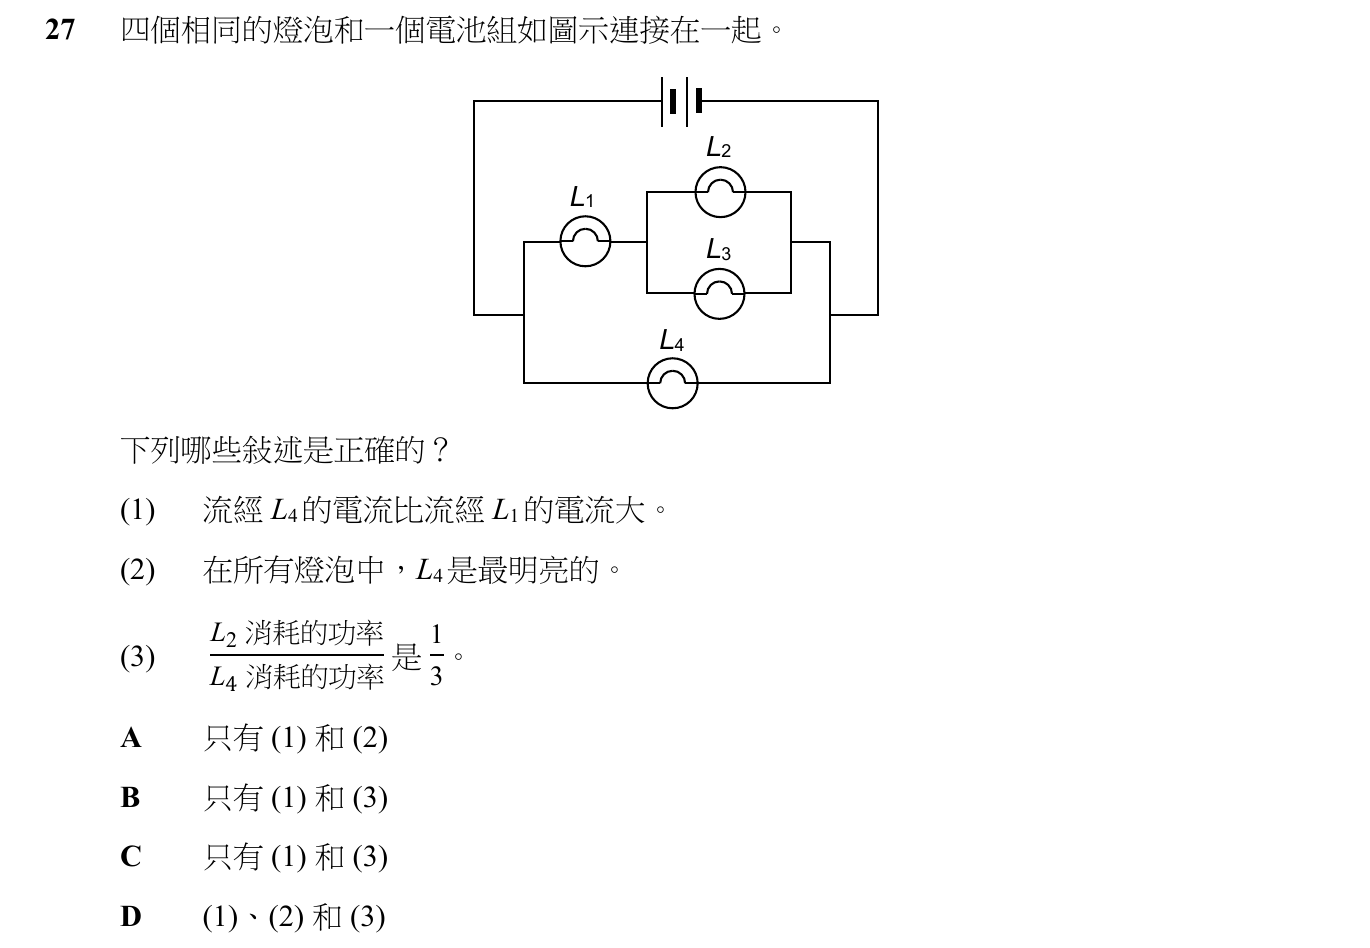 27 四個相同的燈泡和一個電池組如圖示連接在一起。
L2
L1
L3
L4
下列哪些敍述是正確的？
(1) 流經 L4 的電流比流經 L1 的電流大。
(2) 在所有燈泡中，L4 是最明亮的。
(3) L2 消耗的功率 / L4 消耗的功率 是 1/3。
A 只有 (1) 和 (2)
B 只有 (1) 和 (3)
C 只有 (1) 和 (3)
D (1)、(2) 和 (3)